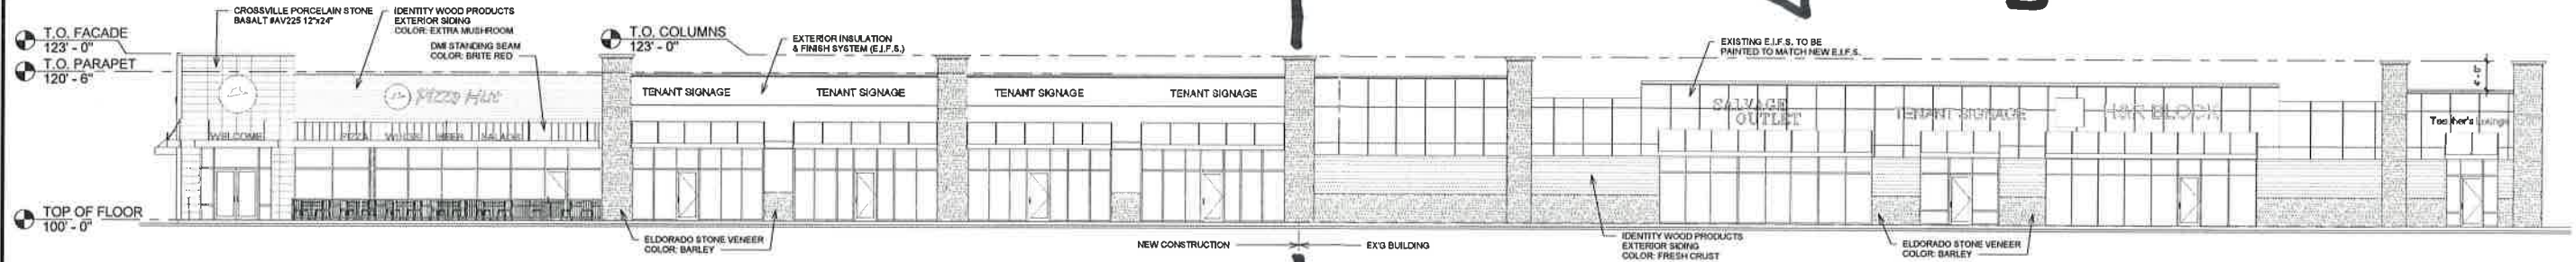 CROSSVILLE PORCELAIN STONE
BASALT #AV225 12"x24"
IDENTITY WOOD PRODUCTS
EXTERIOR SIDING
COLOR: EXTRA MUSHROOM
DMI STANDING SEAM
COLOR: BRITE RED
T.O. FACADE
123' - 0"
T.O. PARAPET
120' - 6"
T.O. COLUMNS
123' - 0"
EXTERIOR INSULATION
& FINISH SYSTEM (E.I.F.S.)
EXISTING E.I.F.S. TO BE
PAINTED TO MATCH NEW E.I.F.S.
PIZZA HUT
WELCOME
PIZZA WINGS BEER SALADS
TENANT SIGNAGE
TENANT SIGNAGE
TENANT SIGNAGE
TENANT SIGNAGE
SALVAGE
OUTLET
TENANT SIGNAGE
H&R BLOCK
Teacher's Lounge
TOP OF FLOOR
100' - 0"
ELDORADO STONE VENEER
COLOR: BARLEY
NEW CONSTRUCTION
EX'G BUILDING
IDENTITY WOOD PRODUCTS
EXTERIOR SIDING
COLOR: FRESH CRUST
ELDORADO STONE VENEER
COLOR: BARLEY